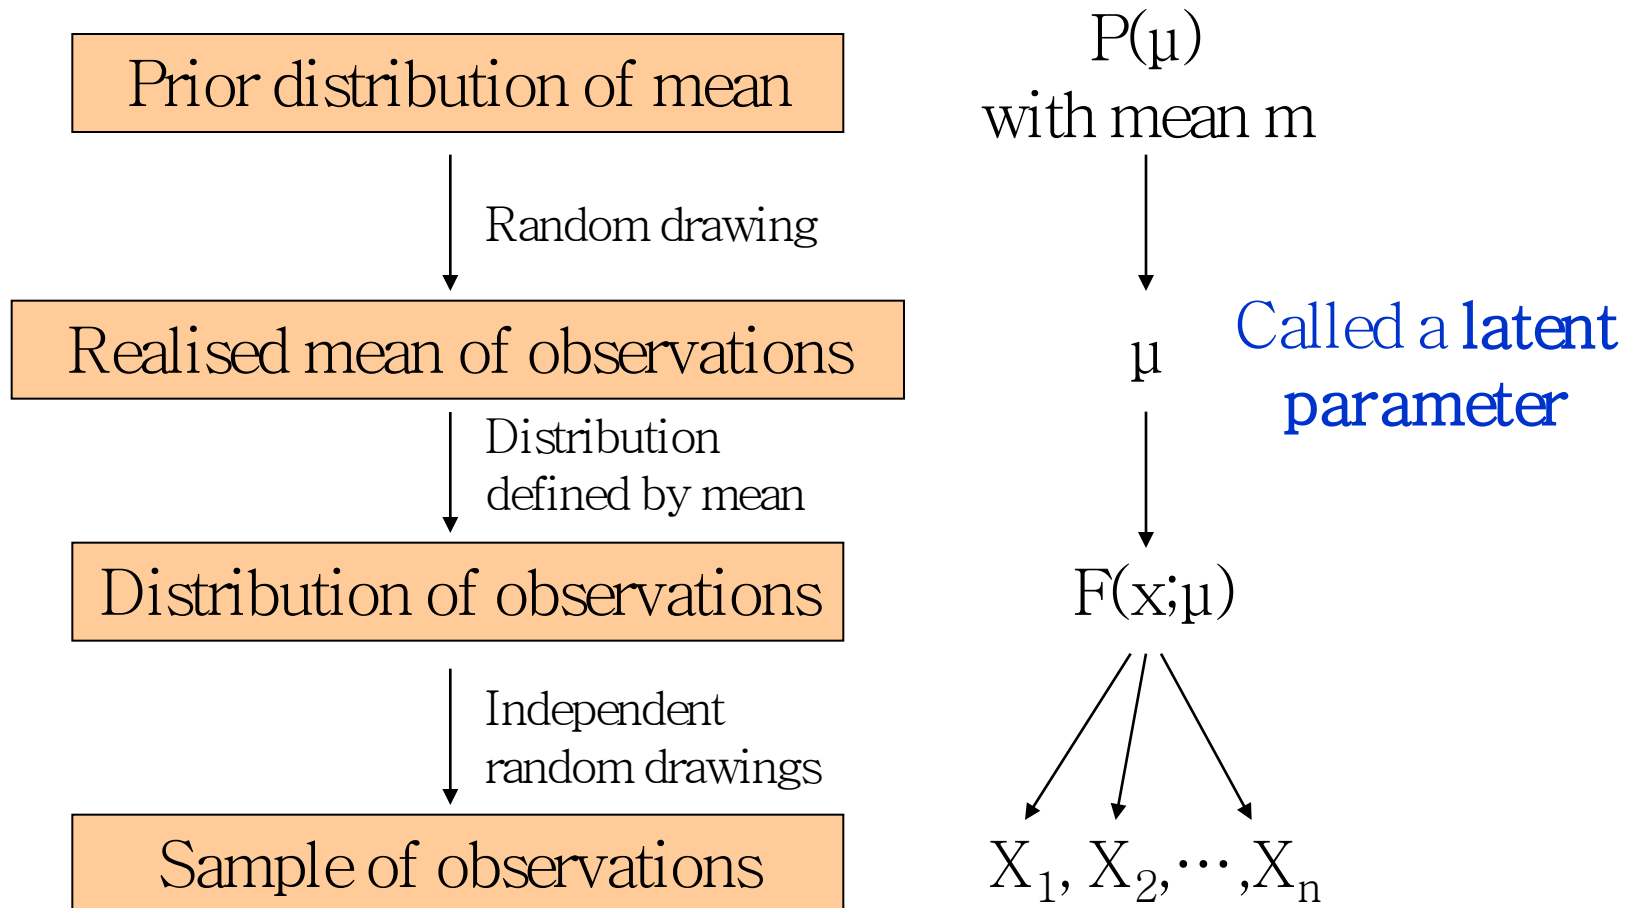 Prior distribution of mean
P(µ)
with mean m
Random drawing
Realised mean of observations
µ
Called a latent
parameter
Distribution
defined by mean
Distribution of observations
F(x;µ)
Independent
random drawings
Sample of observations
X₁, X₂,⋯,Xₙ